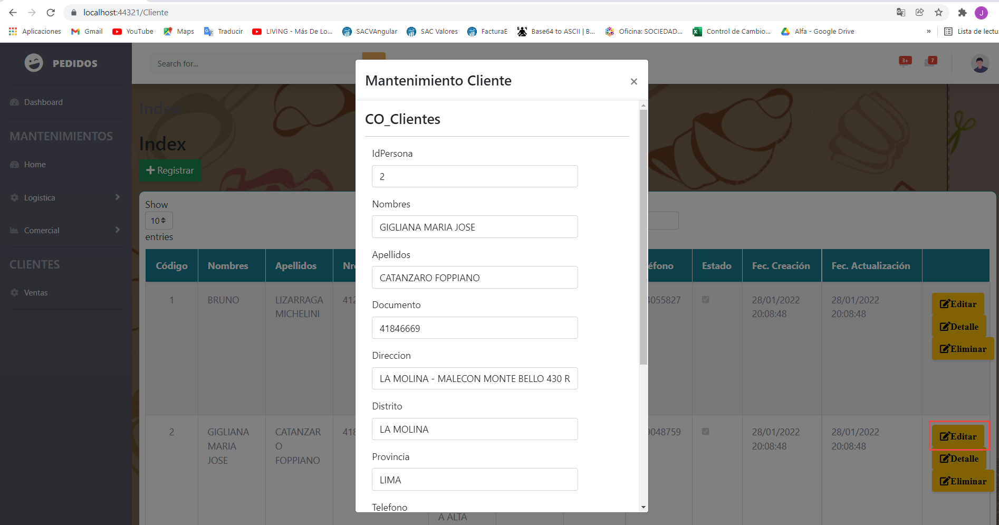 localhost:44321/Cliente
J
Aplicaciones
Gmail
YouTube
Maps
Traducir
LIVING - Más De Lo...
SACVAngular
SAC Valores
FacturaE
Base64 to ASCII | B...
Oficina: SOCIEDAD...
Control de Cambio...
Alfa - Google Drive
»
Lista de lectu
PEDIDOS
Dashboard
MANTENIMIENTOS
Home
Logistica
Comercial
CLIENTES
Ventas
Search for...
3+
7
Index
Index
Registrar
Show
10
entries
Código
Nombres
Apellidos
Nr
éfono
Estado
Fec. Creación
Fec. Actualización
1
BRUNO
LIZARRAGA
MICHELINI
412
4055827
28/01/2022
20:08:48
28/01/2022
20:08:48
Editar
Detalle
Eliminar
2
GIGLIANA
MARIA
JOSE
CATANZAR
O
FOPPIANO
418
A ALTA
9048759
28/01/2022
20:08:48
28/01/2022
20:08:48
Editar
Detalle
Eliminar
Mantenimiento Cliente
×
CO_Clientes
IdPersona
2
Nombres
GIGLIANA MARIA JOSE
Apellidos
CATANZARO FOPPIANO
Documento
41846669
Direccion
LA MOLINA - MALECON MONTE BELLO 430 R
Distrito
LA MOLINA
Provincia
LIMA
Telefono